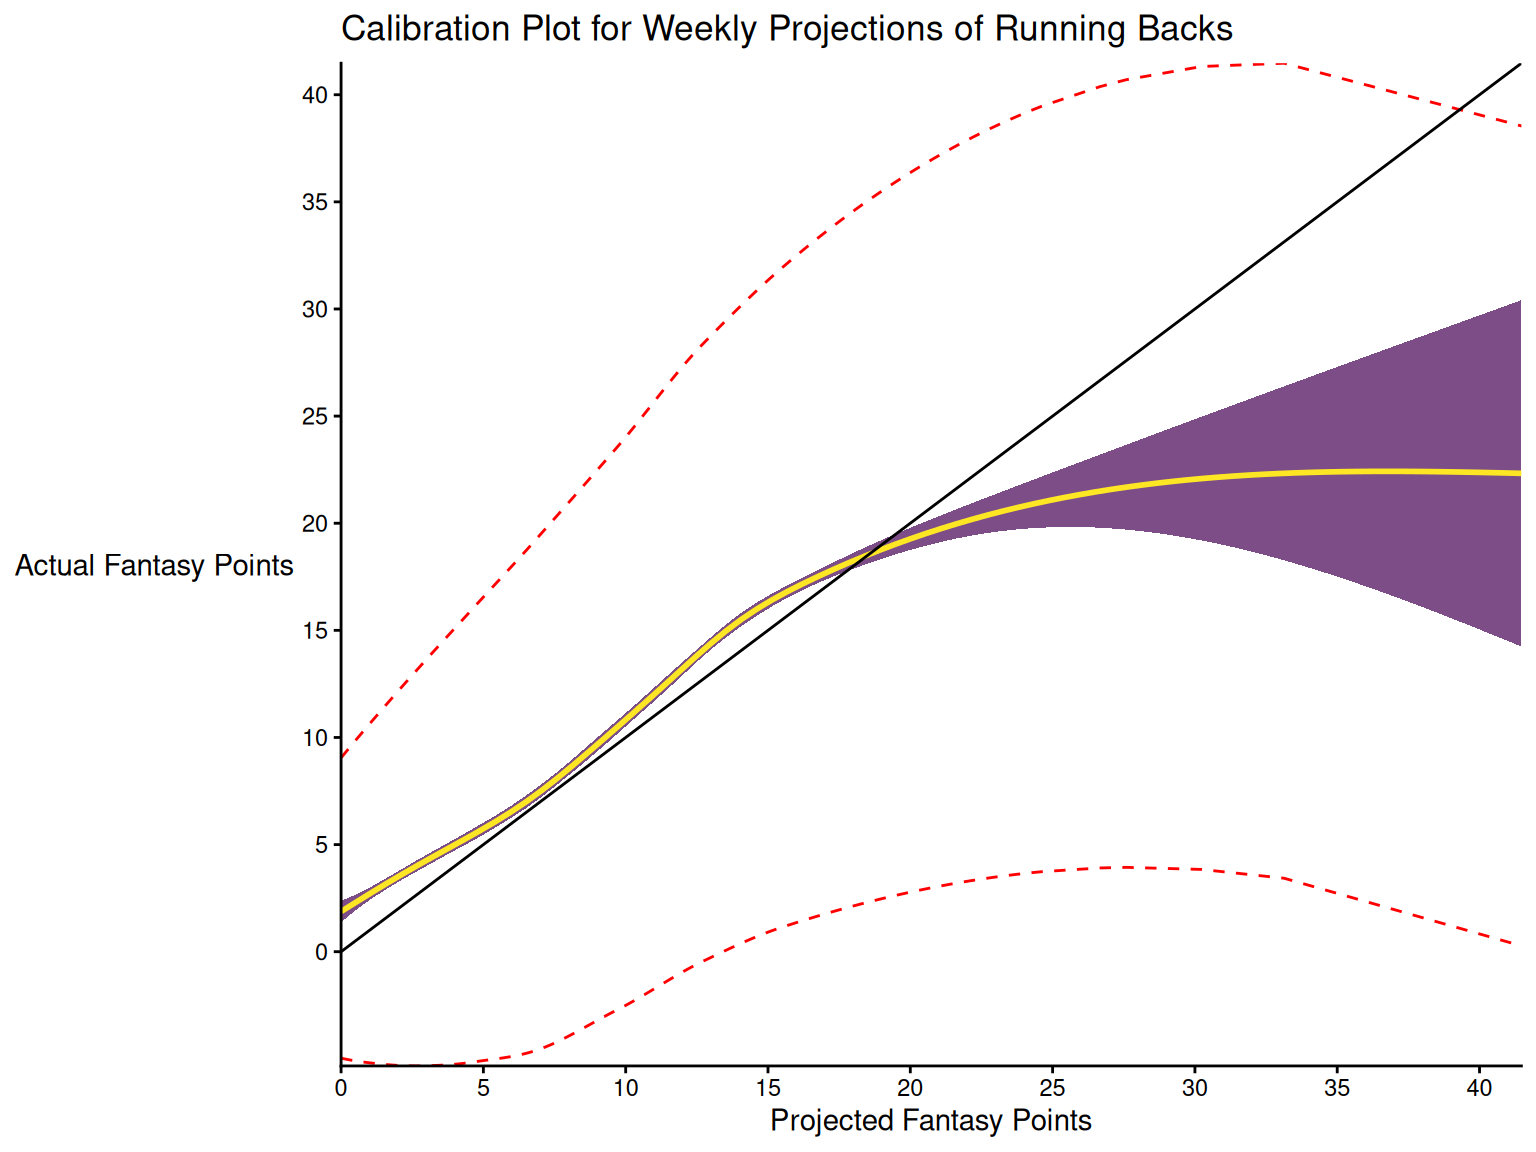 Calibration Plot for Weekly Projections of Running Backs
40
35
30
25
20
15
10
5
0
Actual Fantasy Points
0 5 10 15 20 25 30 35 40
Projected Fantasy Points